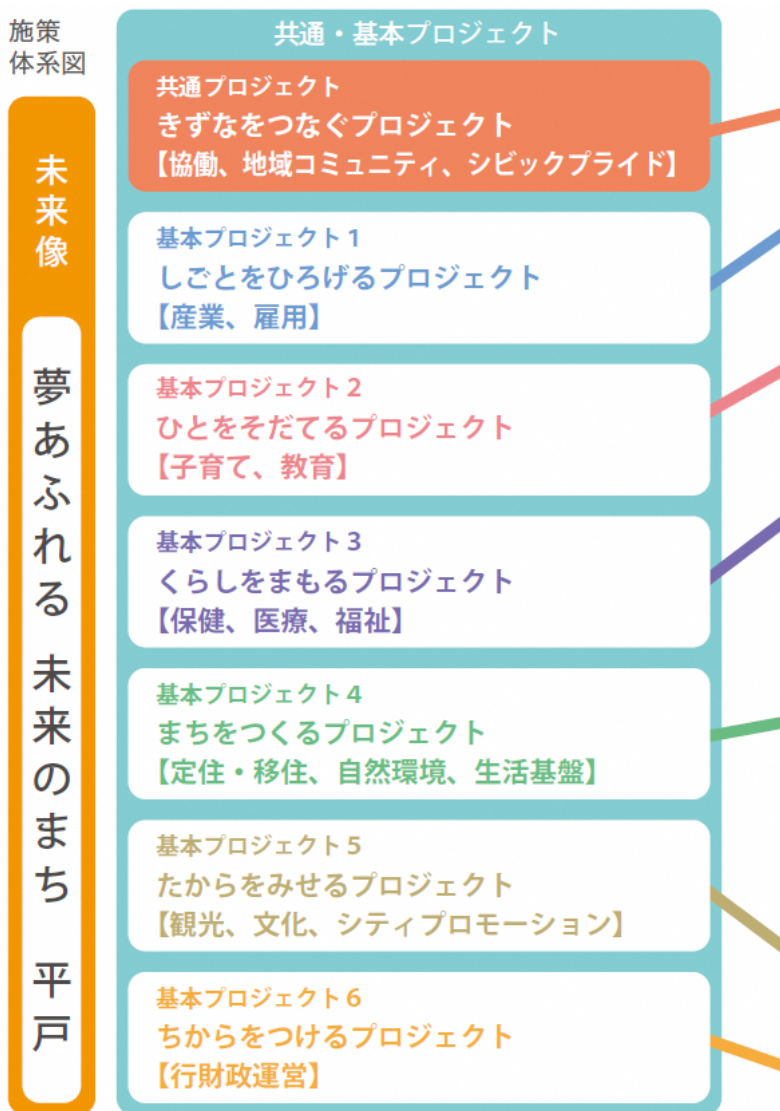 施策
体系図
未来像
夢あふれる 未来のまち 平戸
共通・基本プロジェクト
共通プロジェクト
きずなをつなぐプロジェクト
【協働、地域コミュニティ、シビックプライド】
基本プロジェクト1
しごとをひろげるプロジェクト
【産業、雇用】
基本プロジェクト2
ひとをそだてるプロジェクト
【子育て、教育】
基本プロジェクト3
くらしをまもるプロジェクト
【保健、医療、福祉】
基本プロジェクト4
まちをつくるプロジェクト
【定住・移住、自然環境、生活基盤】
基本プロジェクト5
たからをみせるプロジェクト
【観光、文化、シティプロモーション】
基本プロジェクト6
ちからをつけるプロジェクト
【行財政運営】